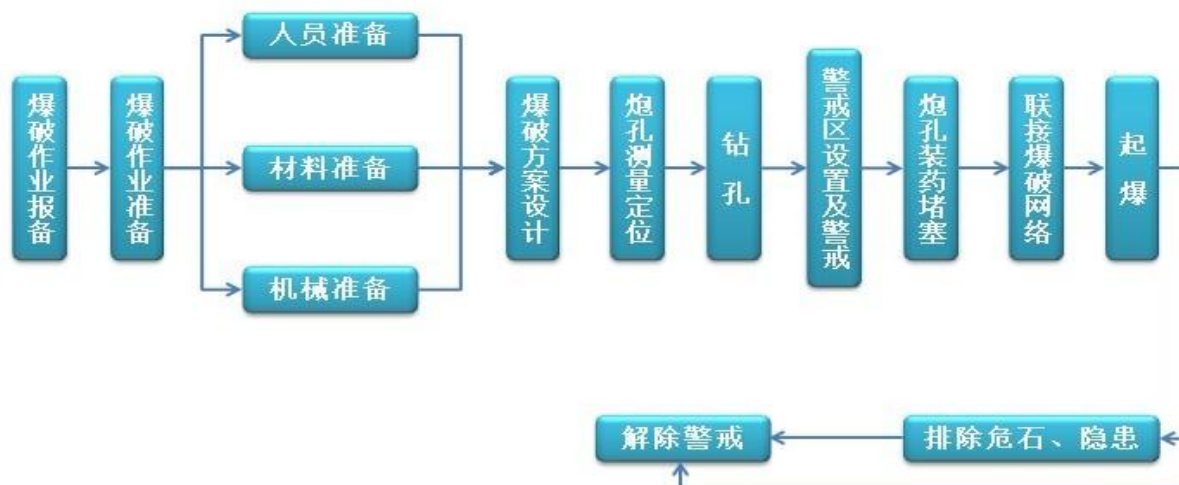 爆破作业报备
爆破作业准备
人员准备
材料准备
机械准备
爆破方案设计
炮孔测量定位
钻孔
警戒区设置及警戒
炮孔装药堵塞
联接爆破网络
起爆
排除危石、隐患
解除警戒